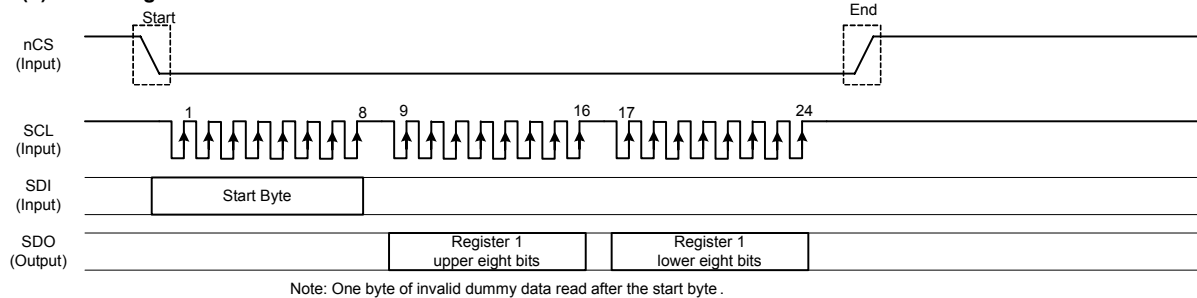 Start
End
nCS
(Input)
1 8 9 16 17 24
SCL
(Input)
SDI
(Input)
Start Byte
SDO
(Output)
Register 1
upper eight bits
Register 1
lower eight bits
Note: One byte of invalid dummy data read after the start byte.